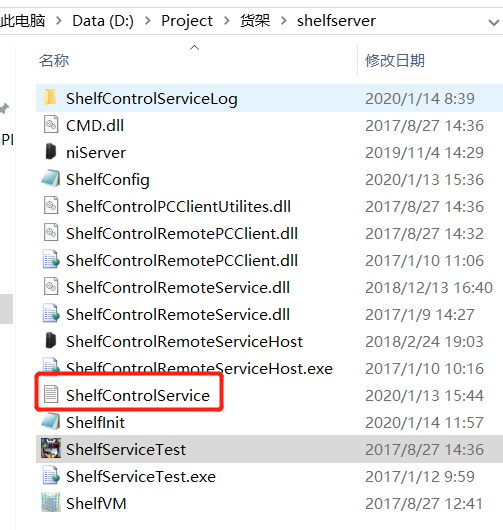 此电脑 > Data (D:) > Project > 货架 > shelfserver
名称 修改日期
ShelfControlServiceLog 2020/1/14 8:39
CMD.dll 2017/8/27 14:36
niServer 2019/11/4 14:29
ShelfConfig 2020/1/13 15:36
ShelfControlPCClientUtilites.dll 2017/8/27 14:36
ShelfControlRemotePCClient.dll 2017/8/27 14:32
ShelfControlRemotePCClient.dll 2017/1/10 11:06
ShelfControlRemoteService.dll 2018/12/13 16:40
ShelfControlRemoteService.dll 2017/1/9 14:27
ShelfControlRemoteServiceHost 2018/2/24 19:03
ShelfControlRemoteServiceHost.exe 2017/1/10 10:16
ShelfControlService 2020/1/13 15:44
ShelfInit 2020/1/14 11:57
ShelfServiceTest 2017/8/27 14:36
ShelfServiceTest.exe 2017/1/12 9:59
ShelfVM 2017/8/27 12:41